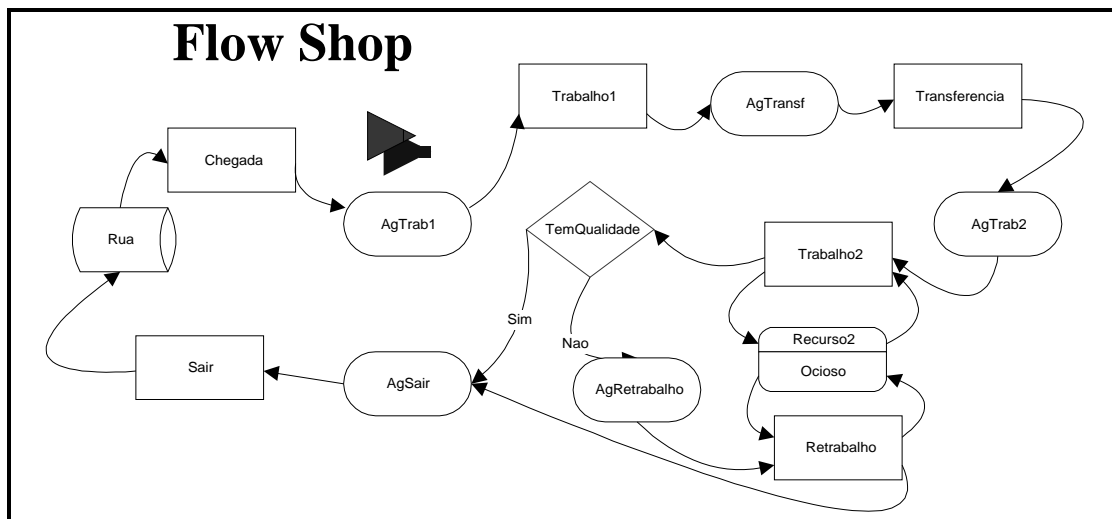 Flow Shop
Trabalho1
AgTransf
Transferencia
Chegada
AgTrab1
AgTrab2
Rua
TemQualidade
Trabalho2
Sim
Nao
Recurso2
Ocioso
Sair
AgSair
AgRetrabalho
Retrabalho